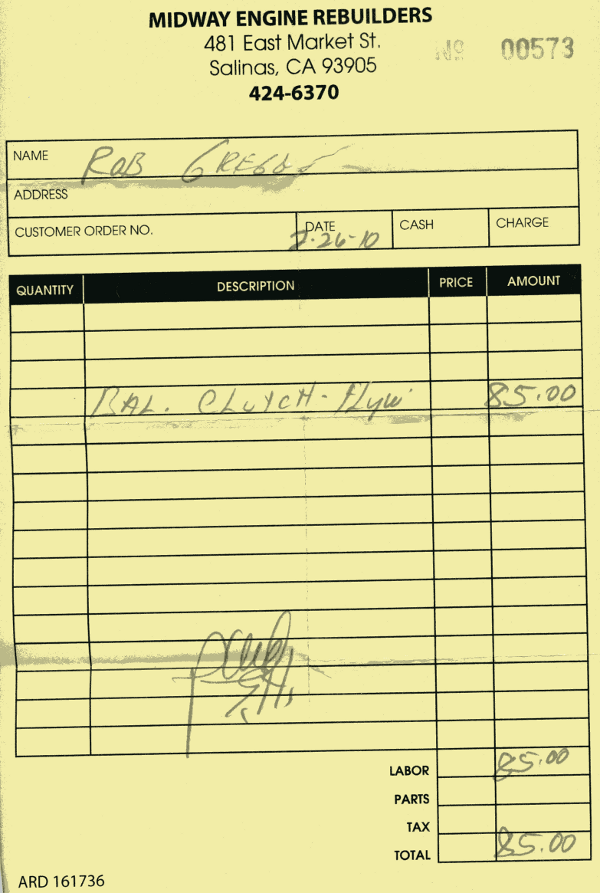 MIDWAY ENGINE REBUILDERS
481 East Market St.
Nº 00573
Salinas, CA 93905
424-6370
NAME ROB
ADDRESS
CUSTOMER ORDER NO. DATE 2-26-10 CASH CHARGE
QUANTITY DESCRIPTION PRICE AMOUNT
BAL. CLUTCH - Flyw 85.00
LABOR 85.00
PARTS
TAX
TOTAL 85.00
ARD 161736